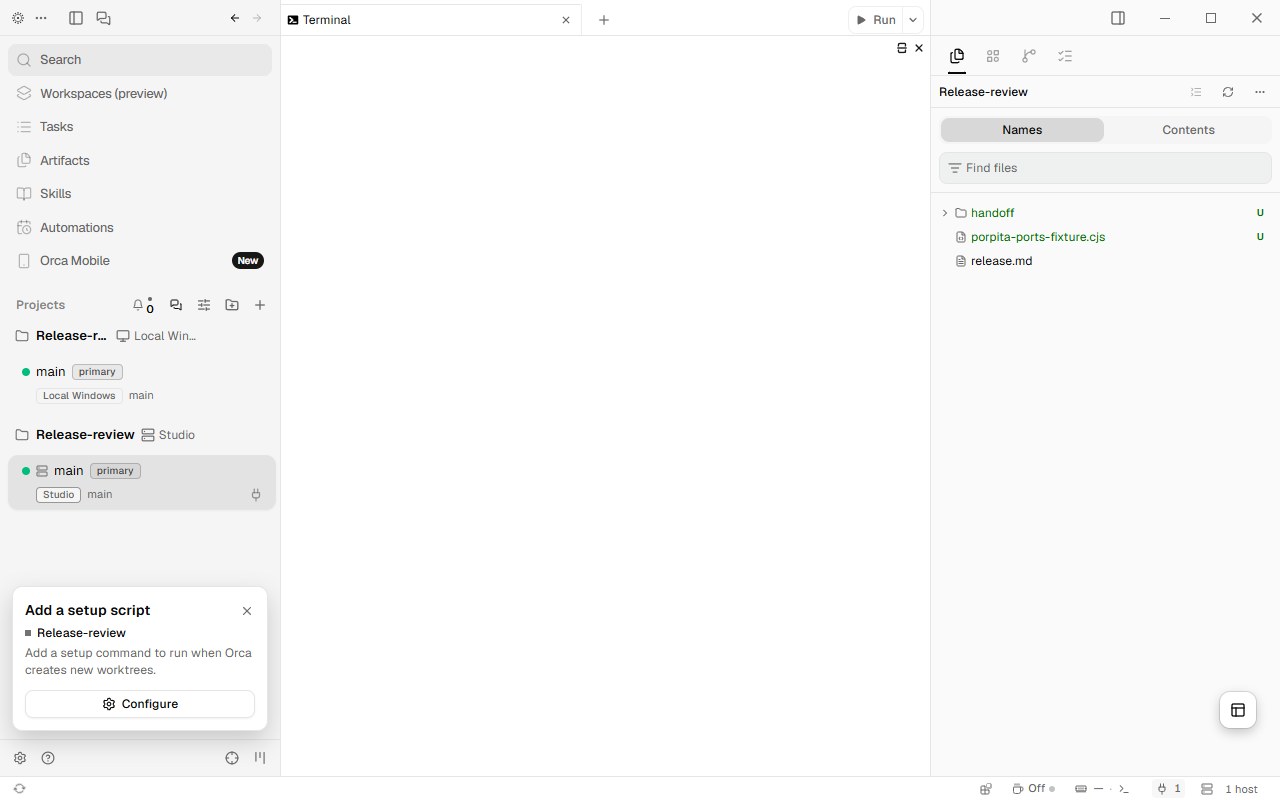 Terminal
Run
Search
Workspaces (preview)
Tasks
Artifacts
Skills
Automations
Orca Mobile
New
Projects
0
Release-r...
Local Win...
main
primary
Local Windows
main
Release-review
Studio
main
primary
Studio
main
Add a setup script
Release-review
Add a setup command to run when Orca
creates new worktrees.
Configure
Release-review
Names
Contents
Find files
handoff
U
porpita-ports-fixture.cjs
U
release.md
Off
1
1 host